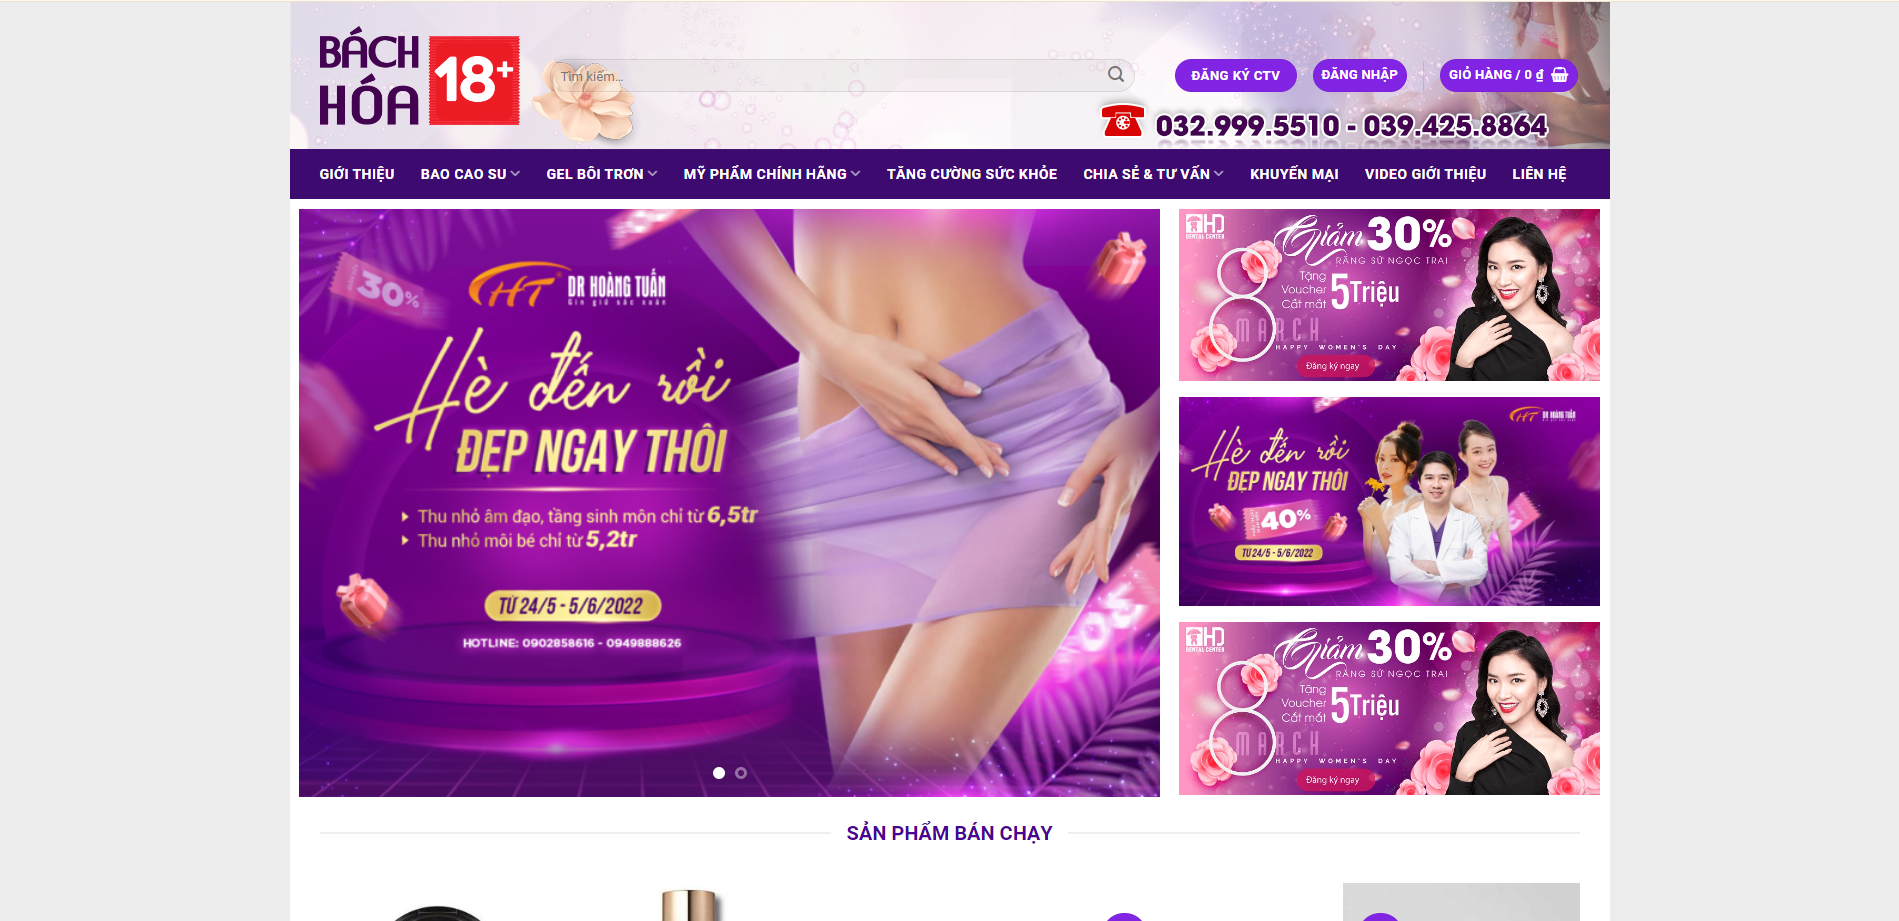 BÁCH
HÓA
18+
Tìm kiếm...
ĐĂNG KÝ CTV
ĐĂNG NHẬP
GIỎ HÀNG / 0 ₫
032.999.5510 - 039.425.8864
GIỚI THIỆU
BAO CAO SU
GEL BÔI TRƠN
MỸ PHẨM CHÍNH HÃNG
TĂNG CƯỜNG SỨC KHỎE
CHIA SẺ & TƯ VẤN
KHUYẾN MẠI
VIDEO GIỚI THIỆU
LIÊN HỆ
30%
HT
DR HOÀNG TUẤN
Gìn giữ sắc xuân
Hè đến rồi
ĐẸP NGAY THÔI
Thu nhỏ âm đạo, tầng sinh môn chỉ từ 6,5tr
Thu nhỏ môi bé chỉ từ 5,2tr
TỪ 24/5 - 5/6/2022
HOTLINE: 0902858616 - 0949888626
HD
DENTAL CENTER
Giảm 30%
RĂNG SỨ NGỌC TRAI
Tặng
Voucher
Cắt mắt
5Triệu
8
MARCH
HAPPY WOMEN'S DAY
Đăng ký ngay
HT DR HOÀNG TUẤN
Hè đến rồi
ĐẸP NGAY THÔI
40%
TỪ 24/5 - 5/6/2022
HD
DENTAL CENTER
Giảm 30%
RĂNG SỨ NGỌC TRAI
Tặng
Voucher
Cắt mắt
5Triệu
8
MARCH
HAPPY WOMEN'S DAY
Đăng ký ngay
SẢN PHẨM BÁN CHẠY